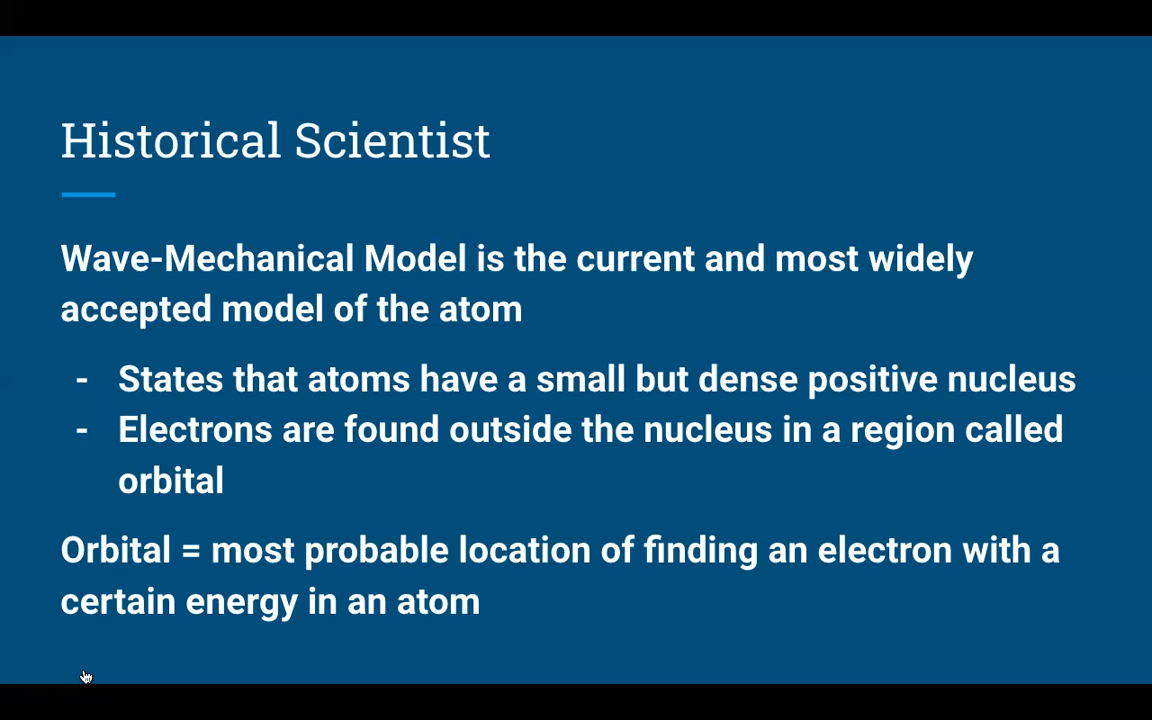 Historical Scientist
Wave-Mechanical Model is the current and most widely
accepted model of the atom
- States that atoms have a small but dense positive nucleus
- Electrons are found outside the nucleus in a region called
orbital
Orbital = most probable location of finding an electron with a
certain energy in an atom